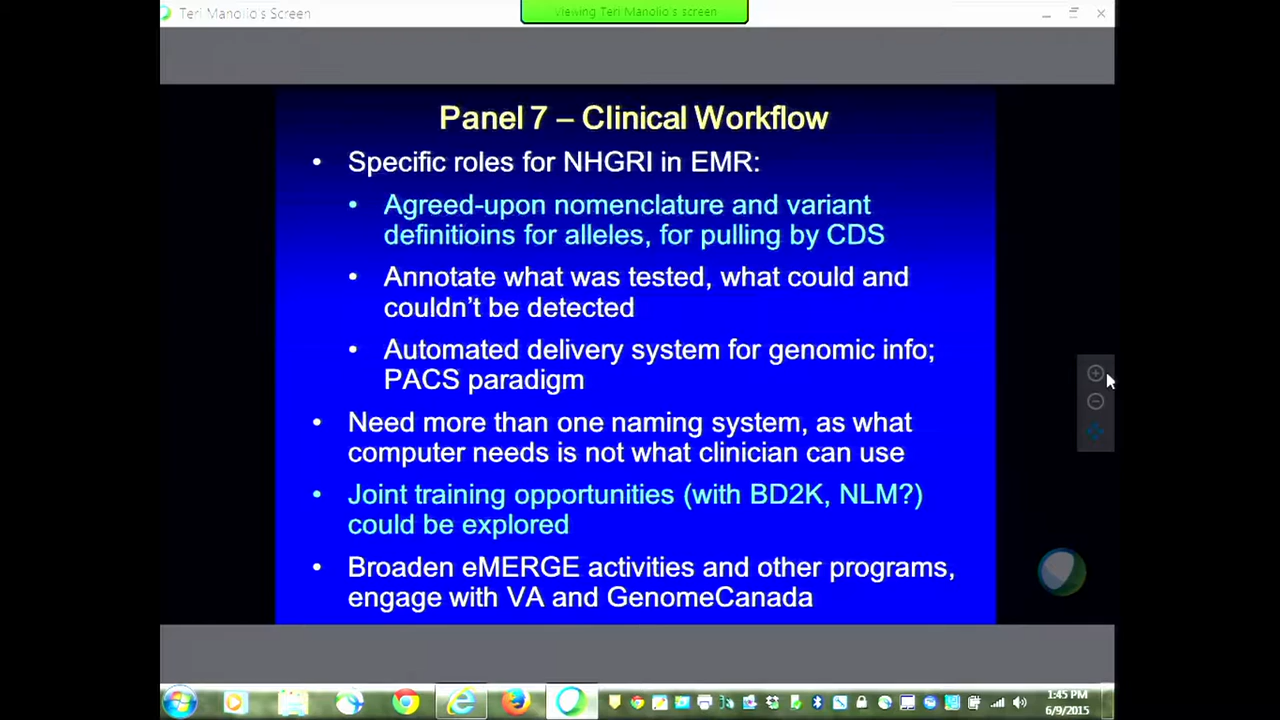 Teri Manolio's Screen
Viewing Teri Manolio's screen
Panel 7 – Clinical Workflow
• Specific roles for NHGRI in EMR:
• Agreed-upon nomenclature and variant
definitioins for alleles, for pulling by CDS
• Annotate what was tested, what could and
couldn't be detected
• Automated delivery system for genomic info;
PACS paradigm
• Need more than one naming system, as what
computer needs is not what clinician can use
• Joint training opportunities (with BD2K, NLM?)
could be explored
• Broaden eMERGE activities and other programs,
engage with VA and GenomeCanada
1:45 PM
6/9/2015